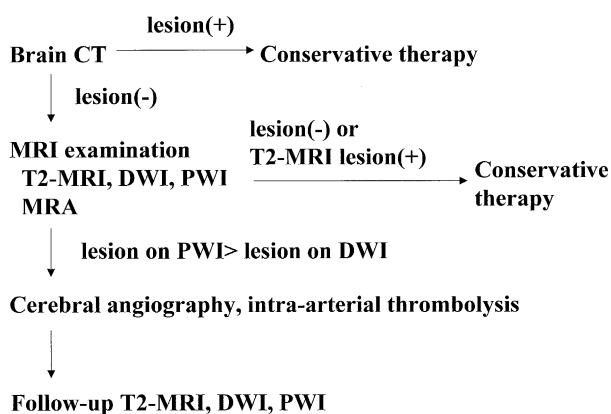 lesion(+)
Brain CT
Conservative therapy
lesion(-)
lesion(-) or
T2-MRI lesion(+)
MRI examination
T2-MRI, DWI, PWI
MRA
Conservative
therapy
lesion on PWI> lesion on DWI
Cerebral angiography, intra-arterial thrombolysis
Follow-up T2-MRI, DWI, PWI